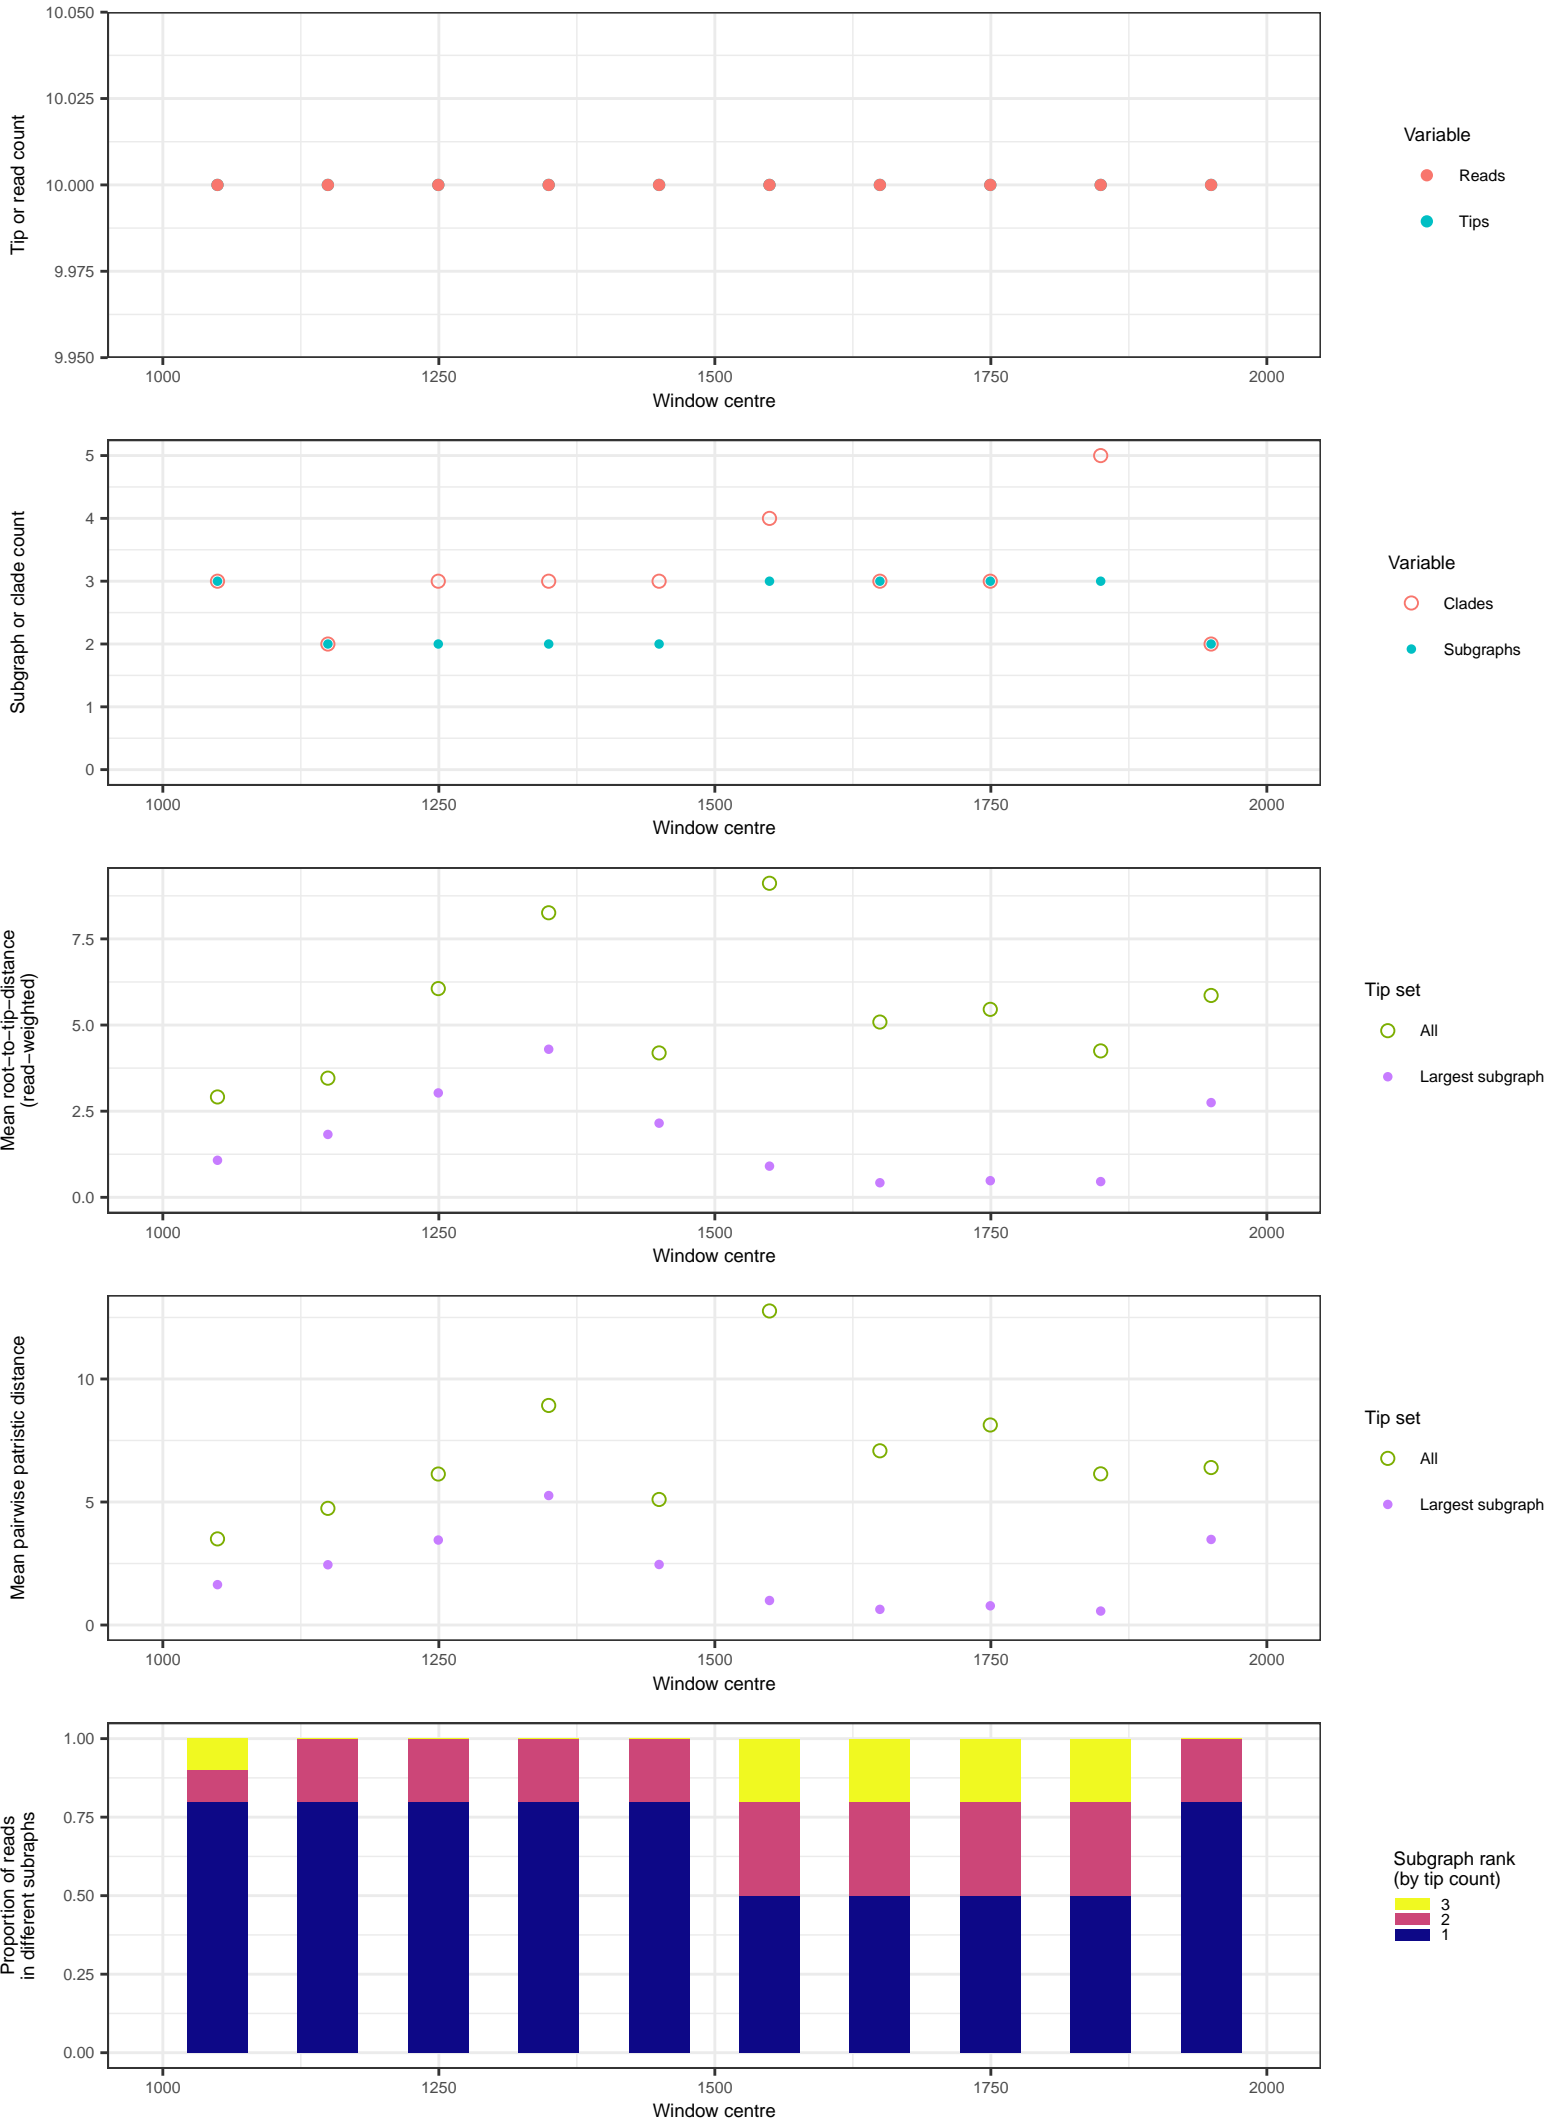 10.050
10.025
10.000
9.975
9.950
Tip or read count
1000 1250 1500 1750 2000
Window centre
Variable
Reads
Tips
5
4
3
2
1
0
Subgraph or clade count
1000 1250 1500 1750 2000
Window centre
Variable
Clades
Subgraphs
7.5
5.0
2.5
0.0
Mean root−to−tip−distance
(read−weighted)
1000 1250 1500 1750 2000
Window centre
Tip set
All
Largest subgraph
10
5
0
Mean pairwise patristic distance
1000 1250 1500 1750 2000
Window centre
Tip set
All
Largest subgraph
1.00
0.75
0.50
0.25
0.00
Proportion of reads
in different subraphs
1000 1250 1500 1750 2000
Window centre
Subgraph rank
(by tip count)
3
2
1